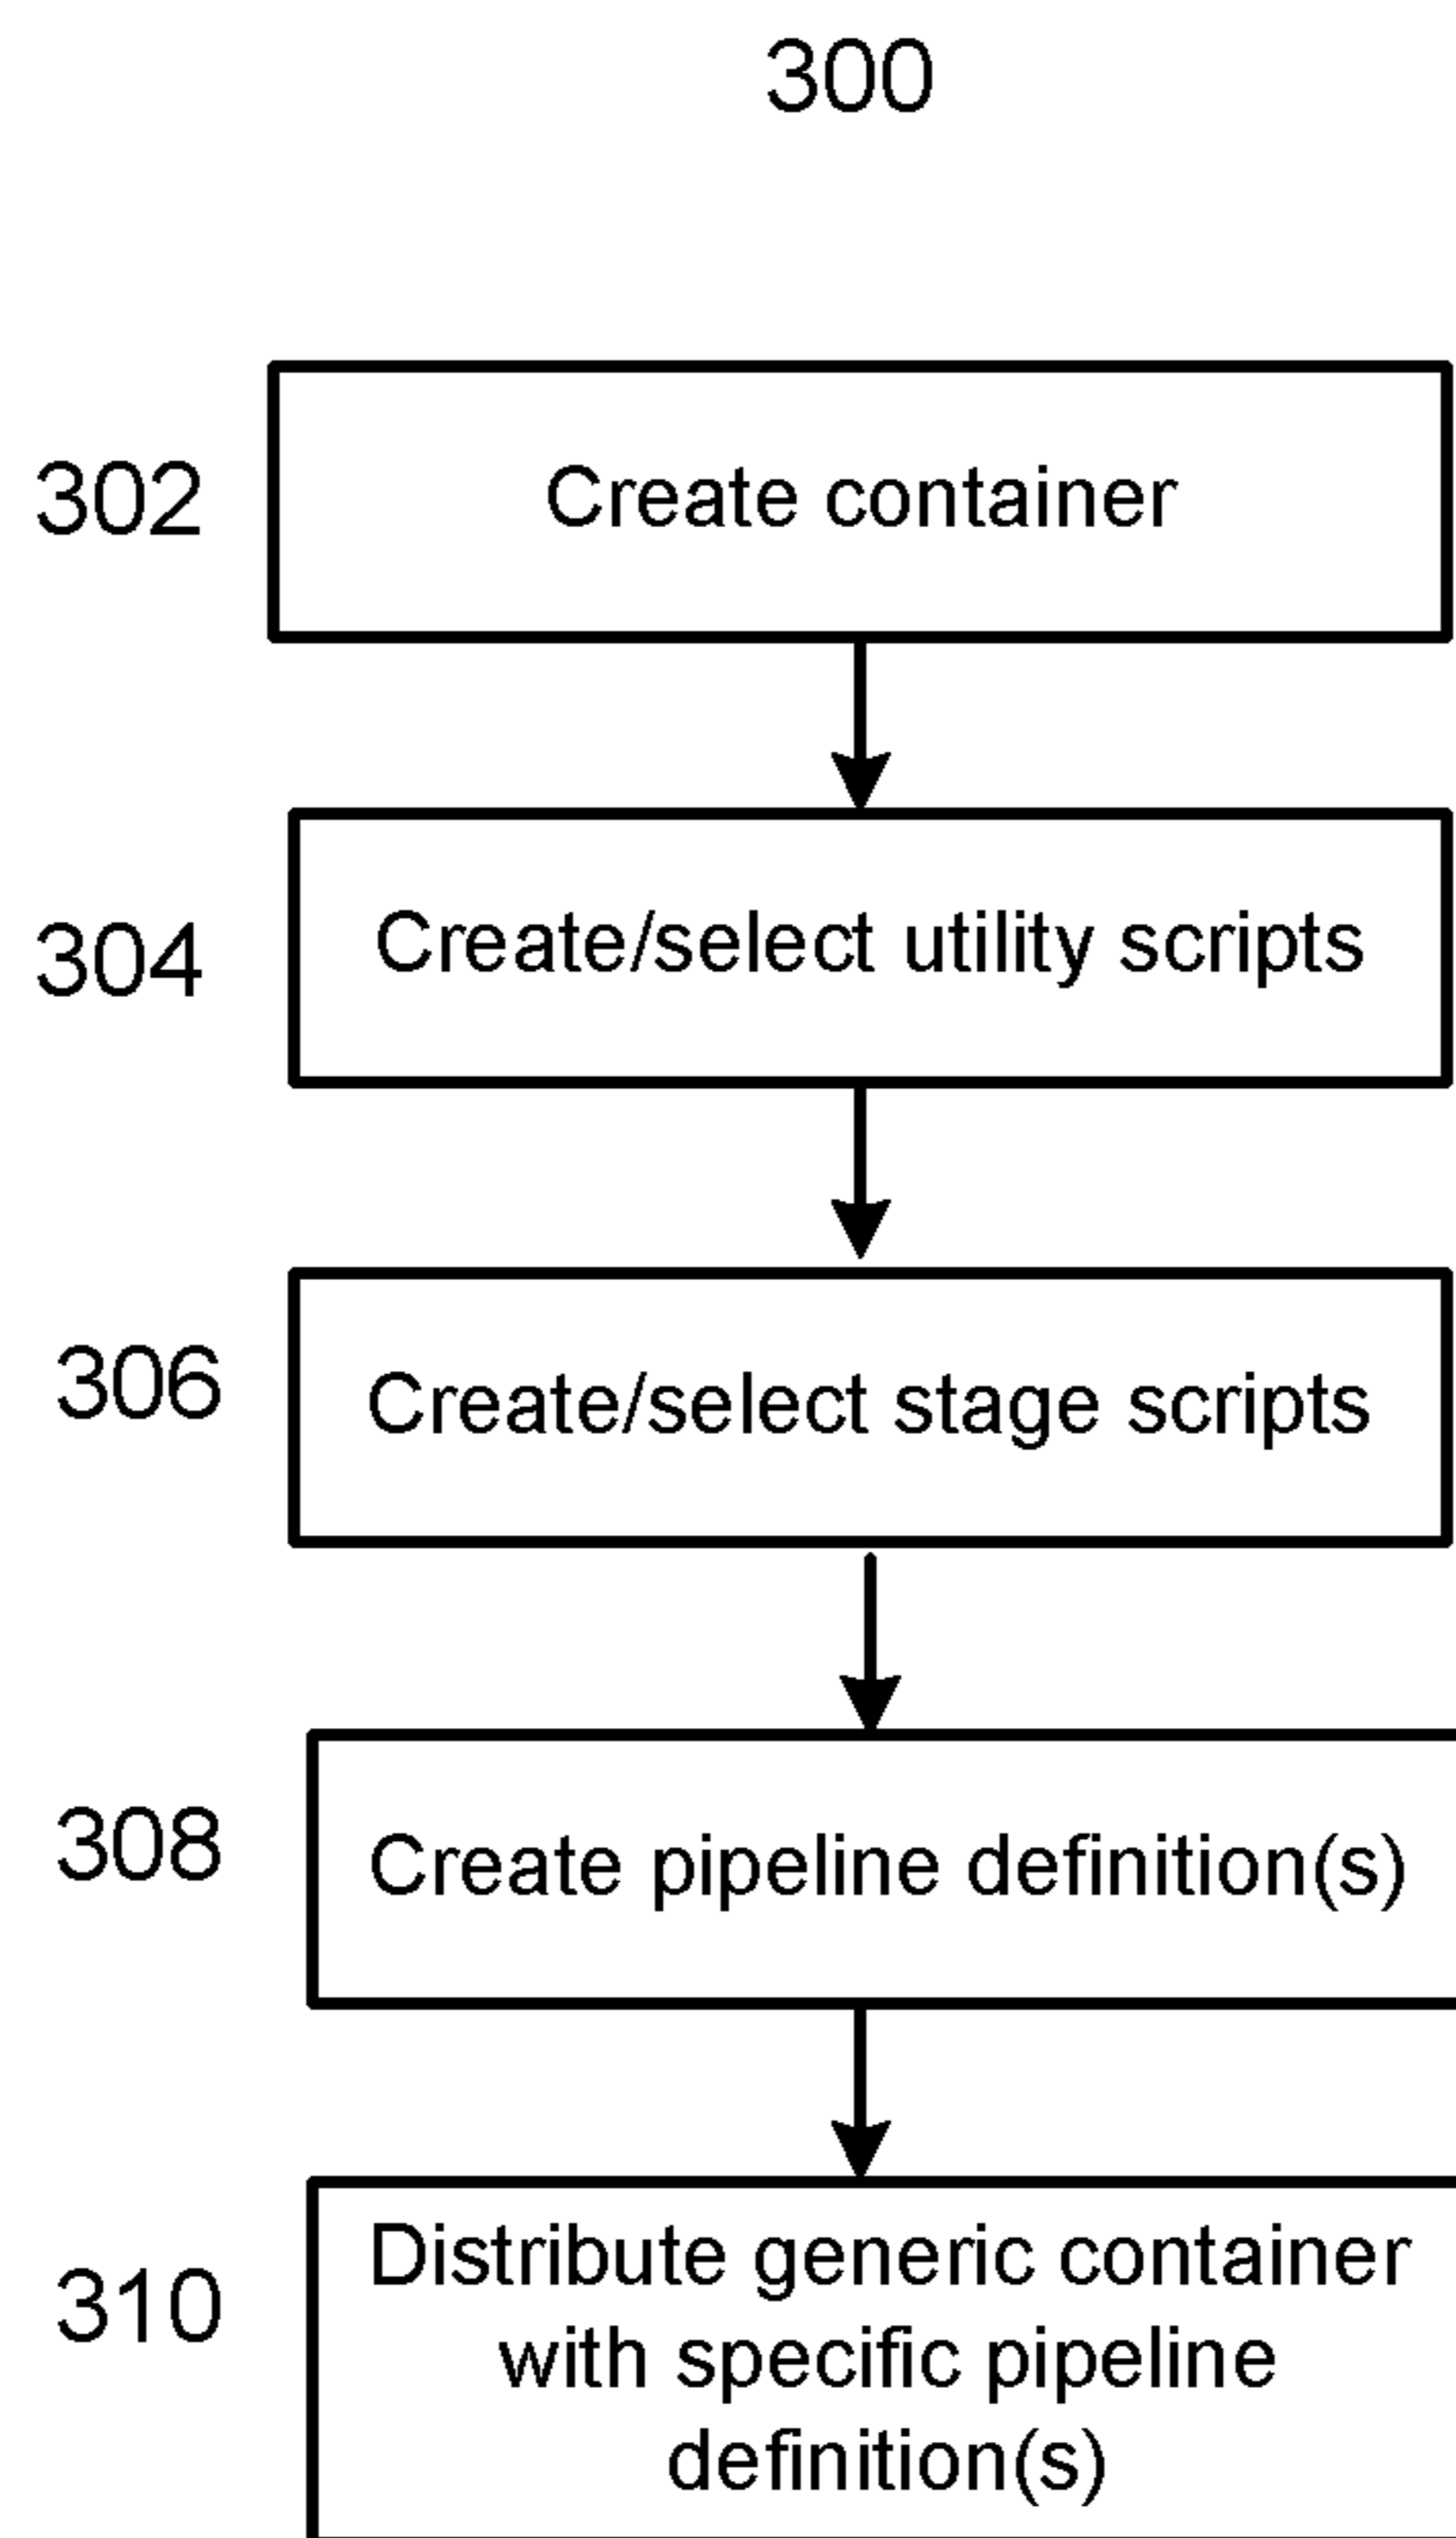 300
302
Create container
304
Create/select utility scripts
306
Create/select stage scripts
308
Create pipeline definition(s)
310
Distribute generic container
with specific pipeline
definition(s)